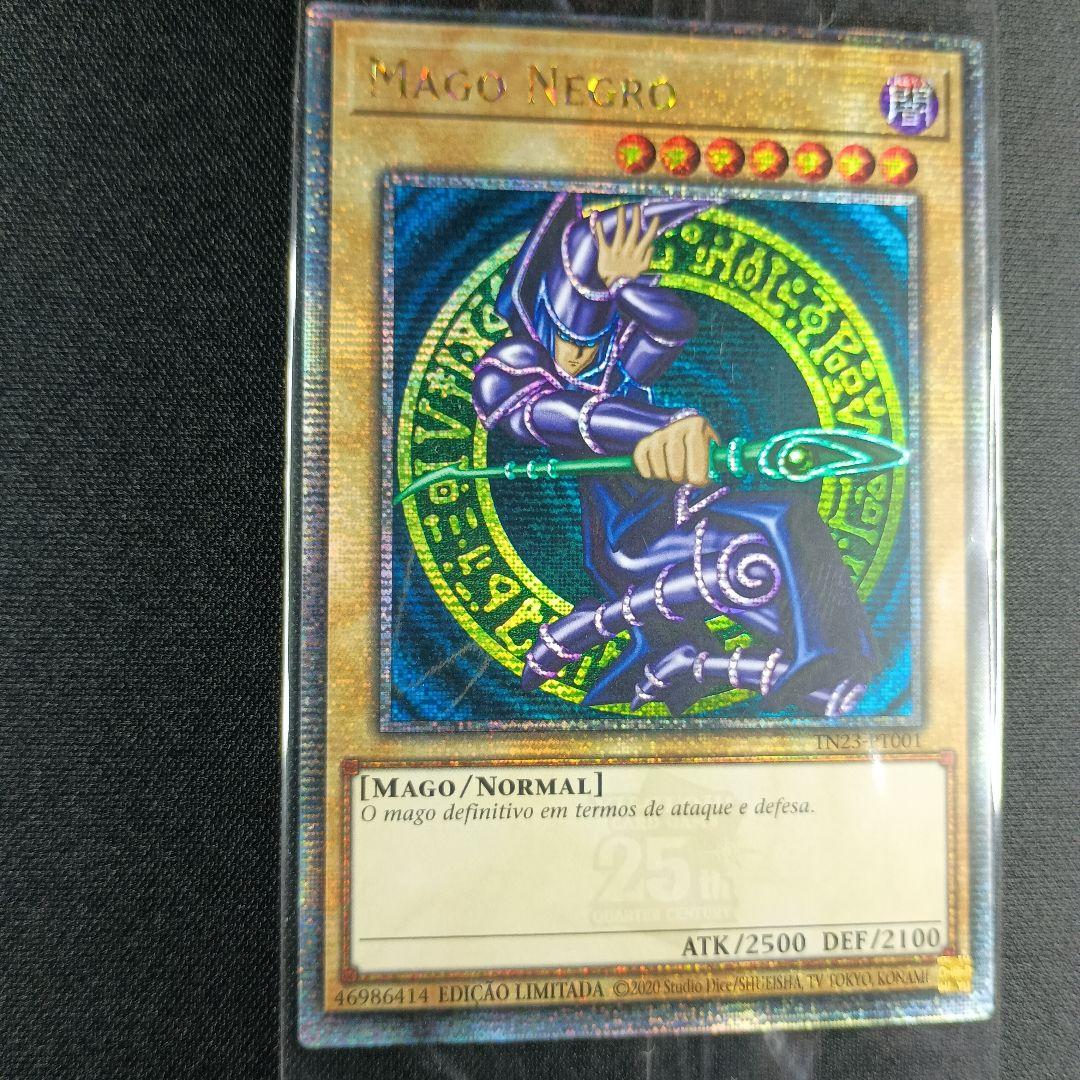 MAGO NEGRO
闇
TN23-PT001
[MAGO/NORMAL]
O mago definitivo em termos de ataque e defesa.
25th
QUARTER CENTURY
ATK/2500 DEF/2100
46986414 EDIÇÃO LIMITADA ©2020 Studio Dice/SHUEISHA, TV TOKYO, KONAMI